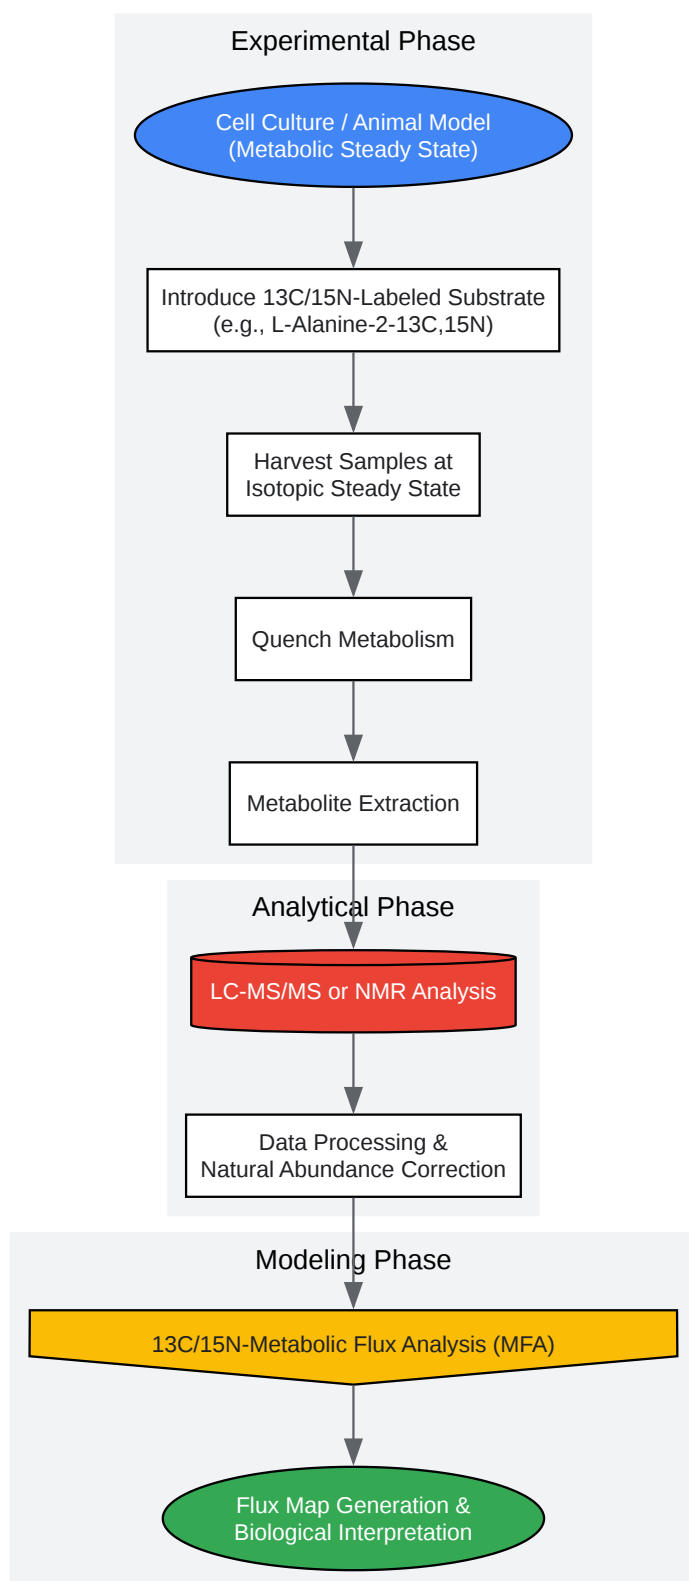 Experimental Phase
Cell Culture / Animal Model
(Metabolic Steady State)
Introduce 13C/15N-Labeled Substrate
(e.g., L-Alanine-2-13C,15N)
Harvest Samples at
Isotopic Steady State
Quench Metabolism
Metabolite Extraction
Analytical Phase
LC-MS/MS or NMR Analysis
Data Processing &
Natural Abundance Correction
Modeling Phase
13C/15N-Metabolic Flux Analysis (MFA)
Flux Map Generation &
Biological Interpretation